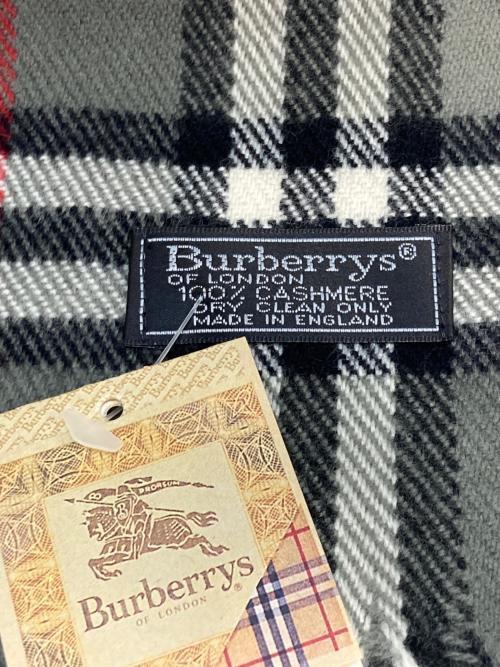 Burberrys®
OF LONDON
100% CASHMERE
DRY CLEAN ONLY
MADE IN ENGLAND
PRORSUM
B
Burberrys®
OF LONDON